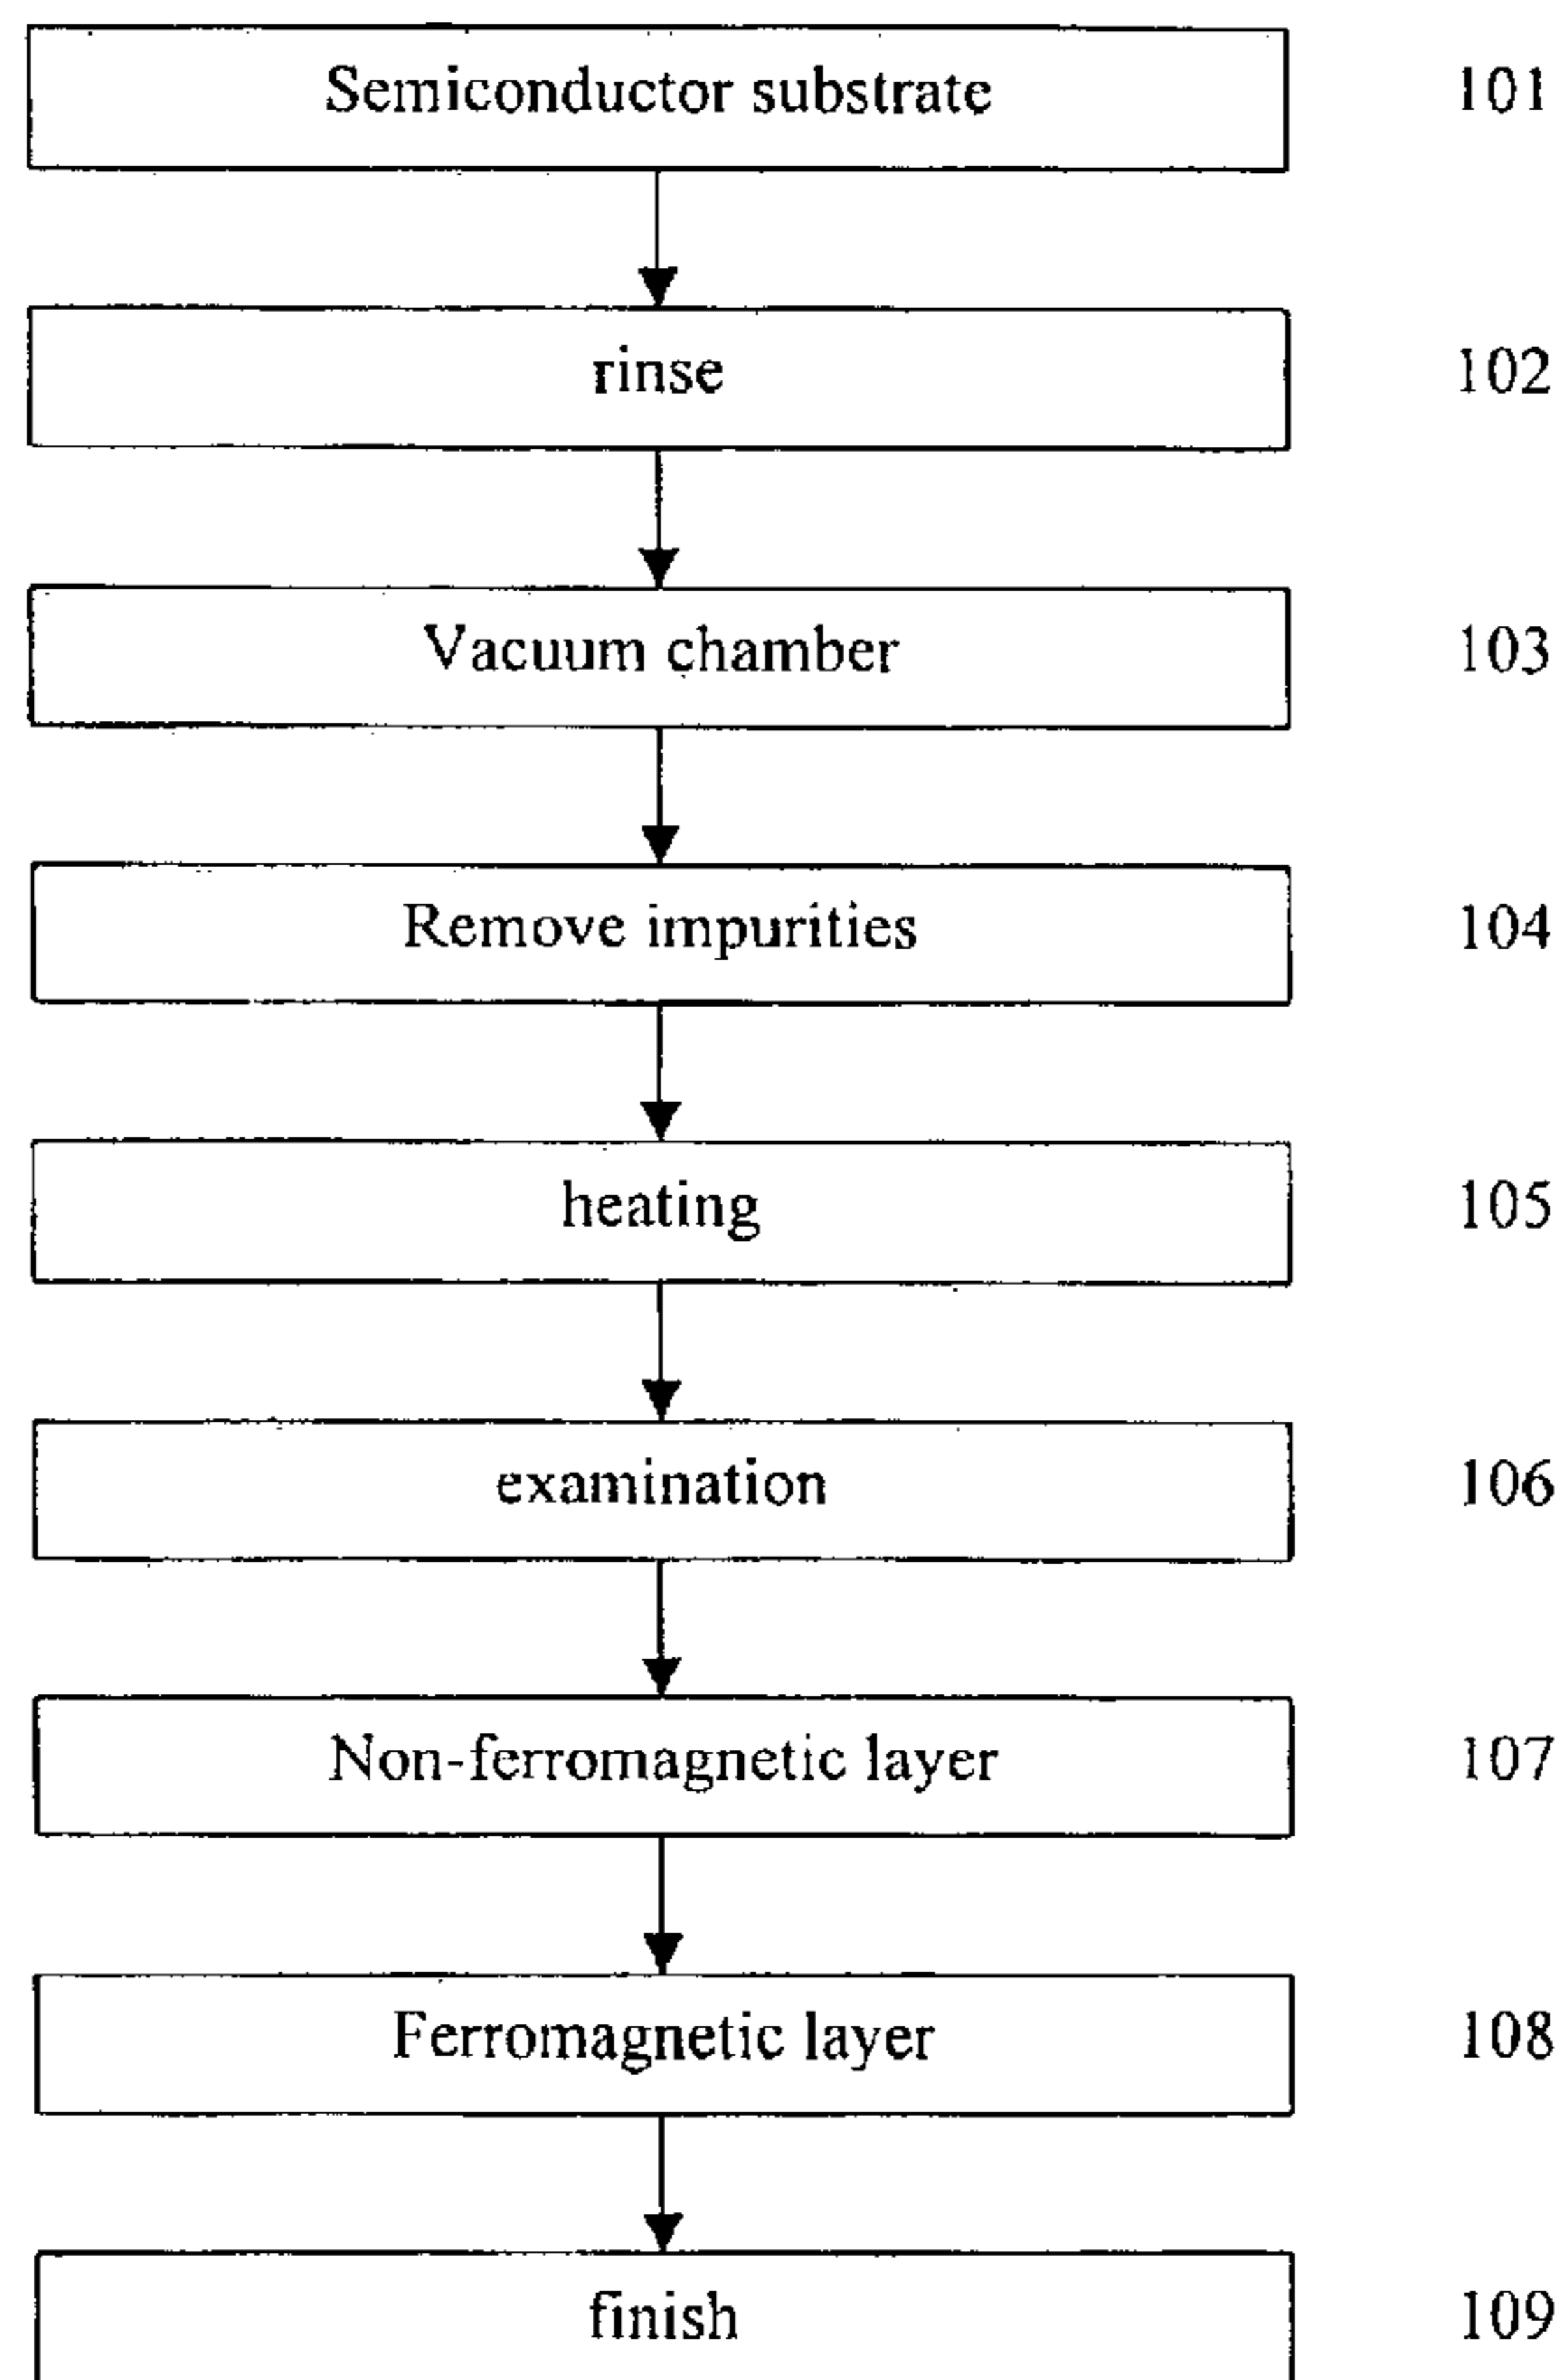 Semiconductor substrate 101
rinse 102
Vacuum chamber 103
Remove impurities 104
heating 105
examination 106
Non-ferromagnetic layer 107
Ferromagnetic layer 108
finish 109